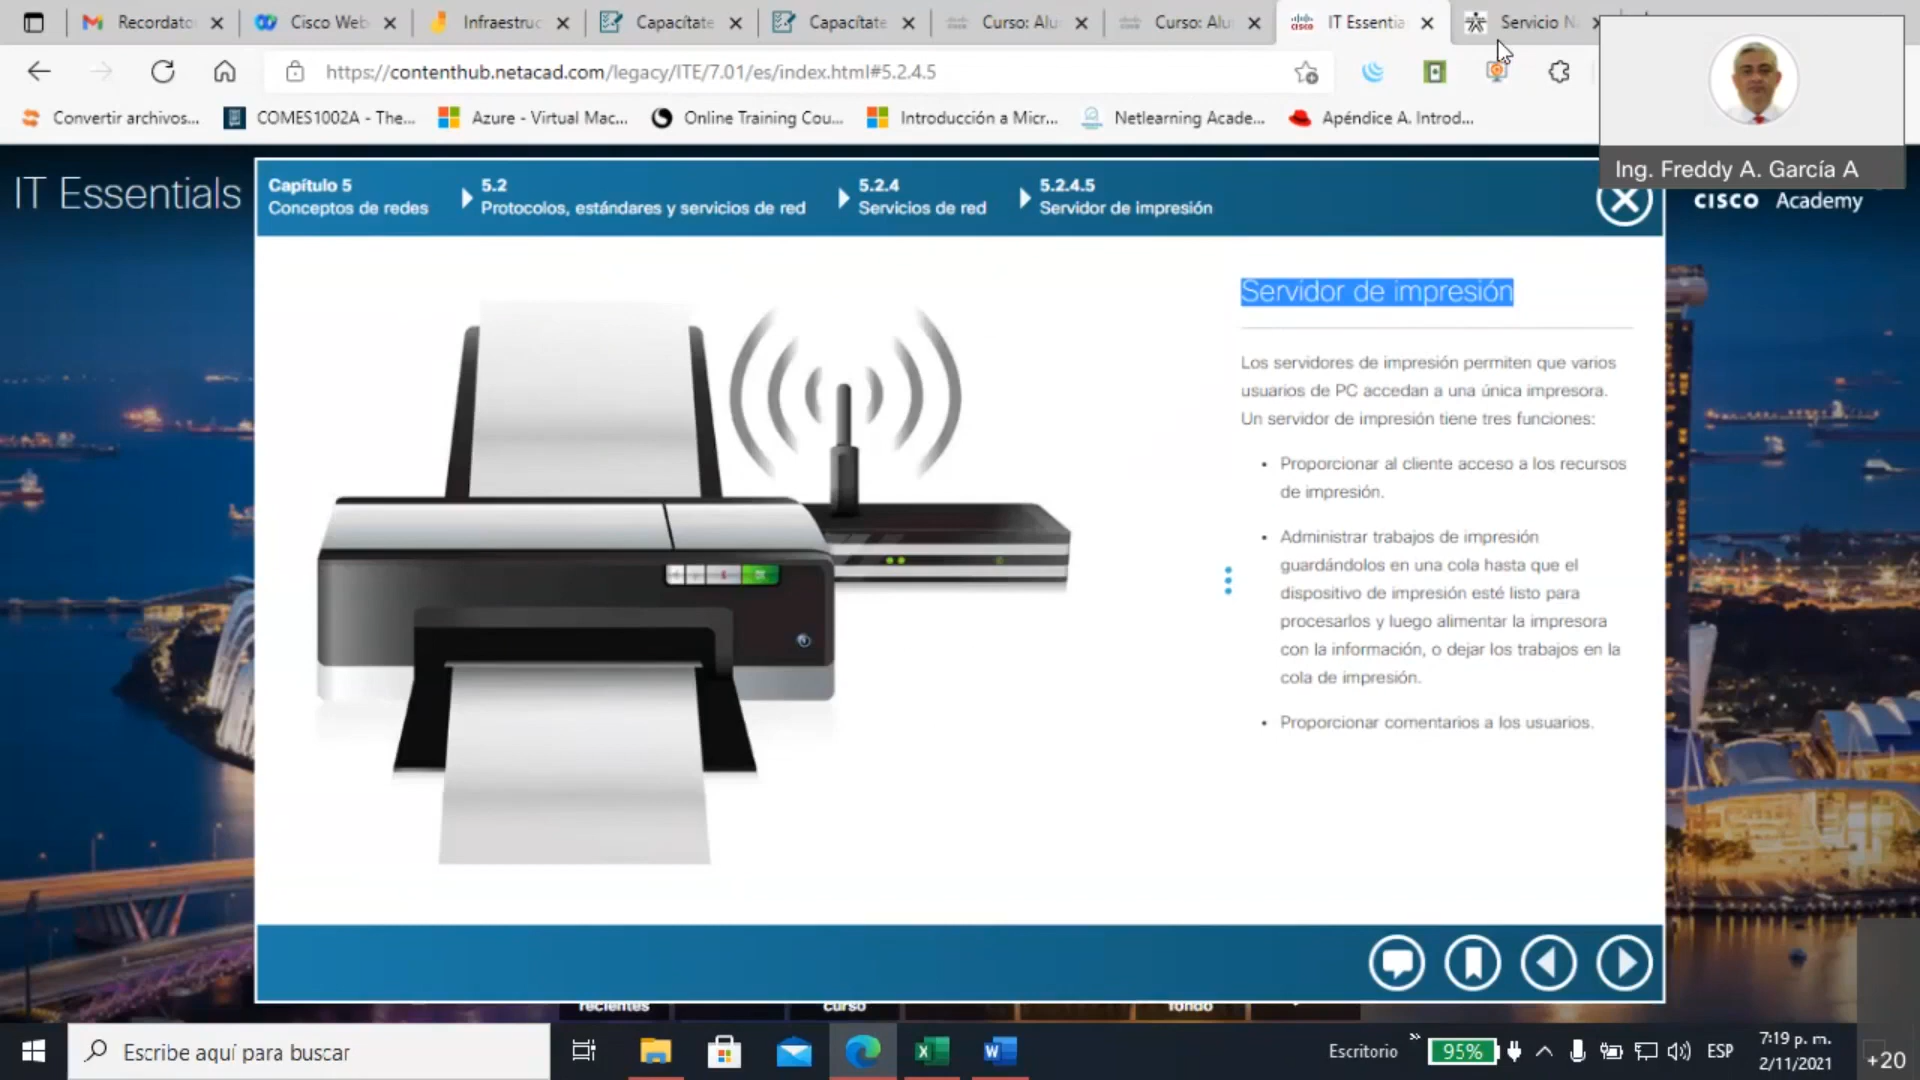 Recordato
Cisco Web
Infraestruc
Capacítate
Capacítate
Curso: Alu
Curso: Alu
IT Essentia
Servicio N
https://contenthub.netacad.com/legacy/ITE/7.01/es/index.html#5.2.4.5
Convertir archivos...
COMES1002A - The...
Azure - Virtual Mac...
Online Training Cou...
Introducción a Micr...
Netlearning Acade...
Apéndice A. Introd...
Ing. Freddy A. García A
IT Essentials
Capítulo 5
Conceptos de redes
5.2
Protocolos, estándares y servicios de red
5.2.4
Servicios de red
5.2.4.5
Servidor de impresión
CISCO Academy
Servidor de impresión
Los servidores de impresión permiten que varios
usuarios de PC accedan a una única impresora.
Un servidor de impresión tiene tres funciones:
• Proporcionar al cliente acceso a los recursos
de impresión.
• Administrar trabajos de impresión
guardándolos en una cola hasta que el
dispositivo de impresión esté listo para
procesarlos y luego alimentar la impresora
con la información, o dejar los trabajos en la
cola de impresión.
• Proporcionar comentarios a los usuarios.
recientes
curso
fondo
Escribe aquí para buscar
Escritorio
95%
ESP
7:19 p. m.
2/11/2021
+20